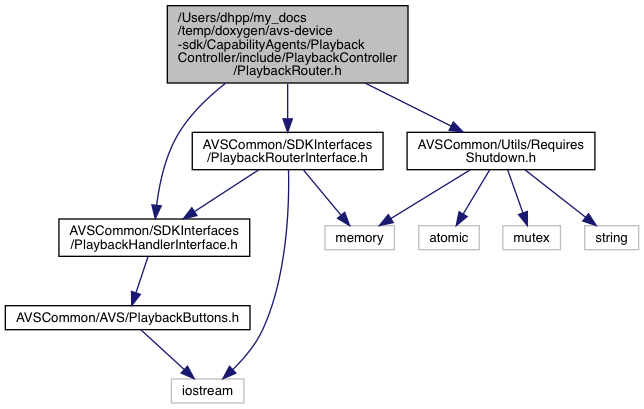 /Users/dhpp/my_docs
/temp/doxygen/avs-device
-sdk/CapabilityAgents/Playback
Controller/include/PlaybackController
/PlaybackRouter.h
AVSCommon/SDKInterfaces
/PlaybackRouterInterface.h
AVSCommon/Utils/Requires
Shutdown.h
AVSCommon/SDKInterfaces
/PlaybackHandlerInterface.h
memory
atomic
mutex
string
AVSCommon/AVS/PlaybackButtons.h
iostream